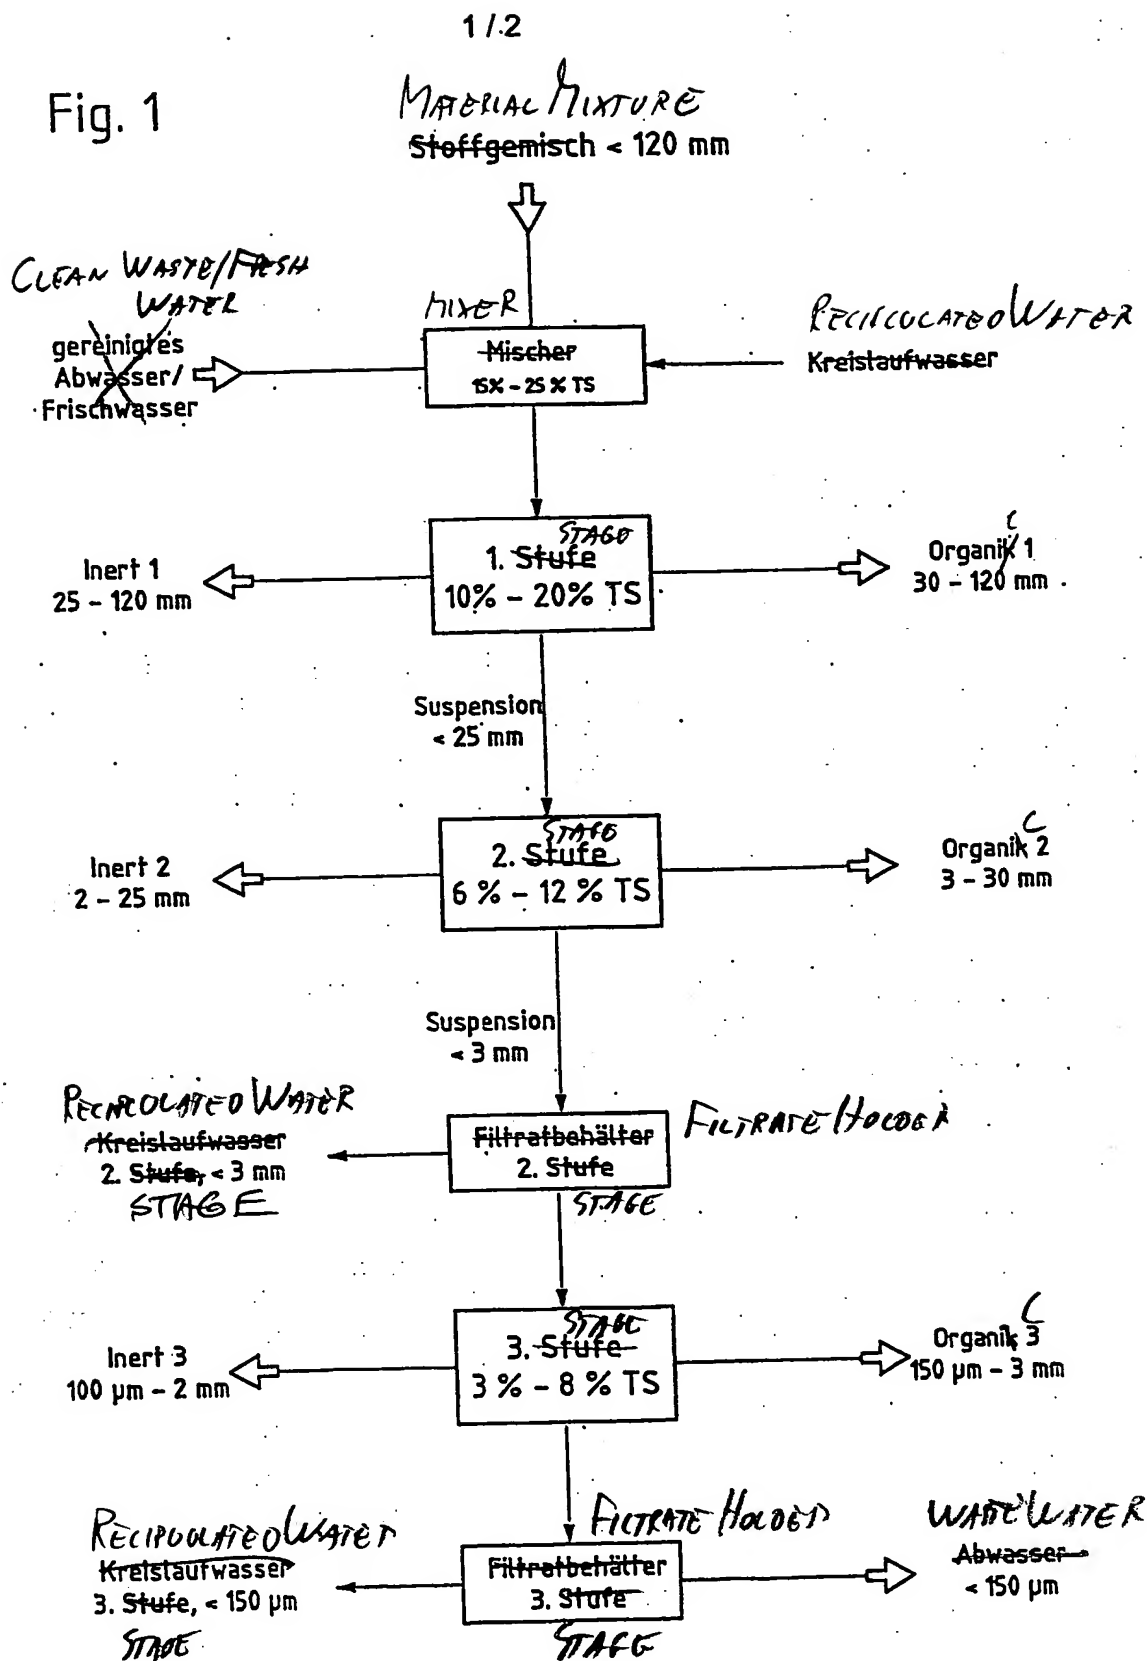 1/2
Fig. 1
MATERIAL MIXTURE
Stoffgemisch < 120 mm
CLEAN WASTE/FRESH
WATER
gereinigtes
Abwasser/
Frischwasser
MIXER
Mischer
15% - 25 % TS
RECIRCULATED WATER
Kreislaufwasser
STAGE
1. Stufe
10% - 20% TS
Inert 1
25 - 120 mm
C
Organik 1
30 - 120 mm
Suspension
< 25 mm
STAGE
2. Stufe
6 % - 12 % TS
Inert 2
2 - 25 mm
C
Organik 2
3 - 30 mm
Suspension
< 3 mm
RECIRCULATED WATER
Kreislaufwasser
2. Stufe, < 3 mm
STAGE
Filtratbehälter
2. Stufe
STAGE
FILTRATE HOLDER
STAGE
3. Stufe
3 % - 8 % TS
Inert 3
100 µm - 2 mm
C
Organik 3
150 µm - 3 mm
RECIRCULATED WATER
Kreislaufwasser
3. Stufe, < 150 µm
STAGE
FILTRATE HOLDER
Filtratbehälter
3. Stufe
STAGE
WASTE WATER
Abwasser
< 150 µm